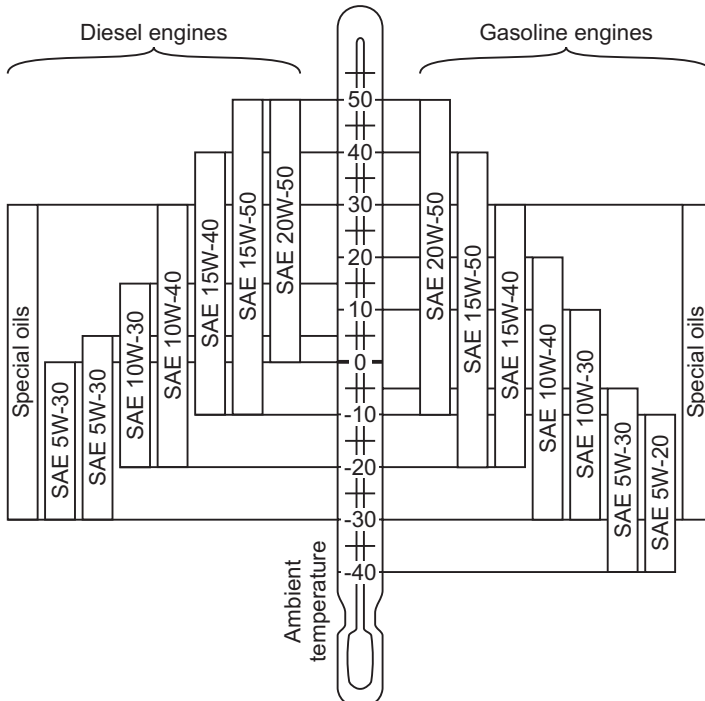 Diesel engines
Gasoline engines
50
40
30
20
10
0
-10
-20
-30
-40
Special oils
SAE 5W-30
SAE 5W-30
SAE 10W-30
SAE 10W-40
SAE 15W-40
SAE 15W-50
SAE 20W-50
SAE 20W-50
SAE 15W-50
SAE 15W-40
SAE 10W-40
SAE 10W-30
SAE 5W-30
SAE 5W-20
Special oils
Ambient
temperature